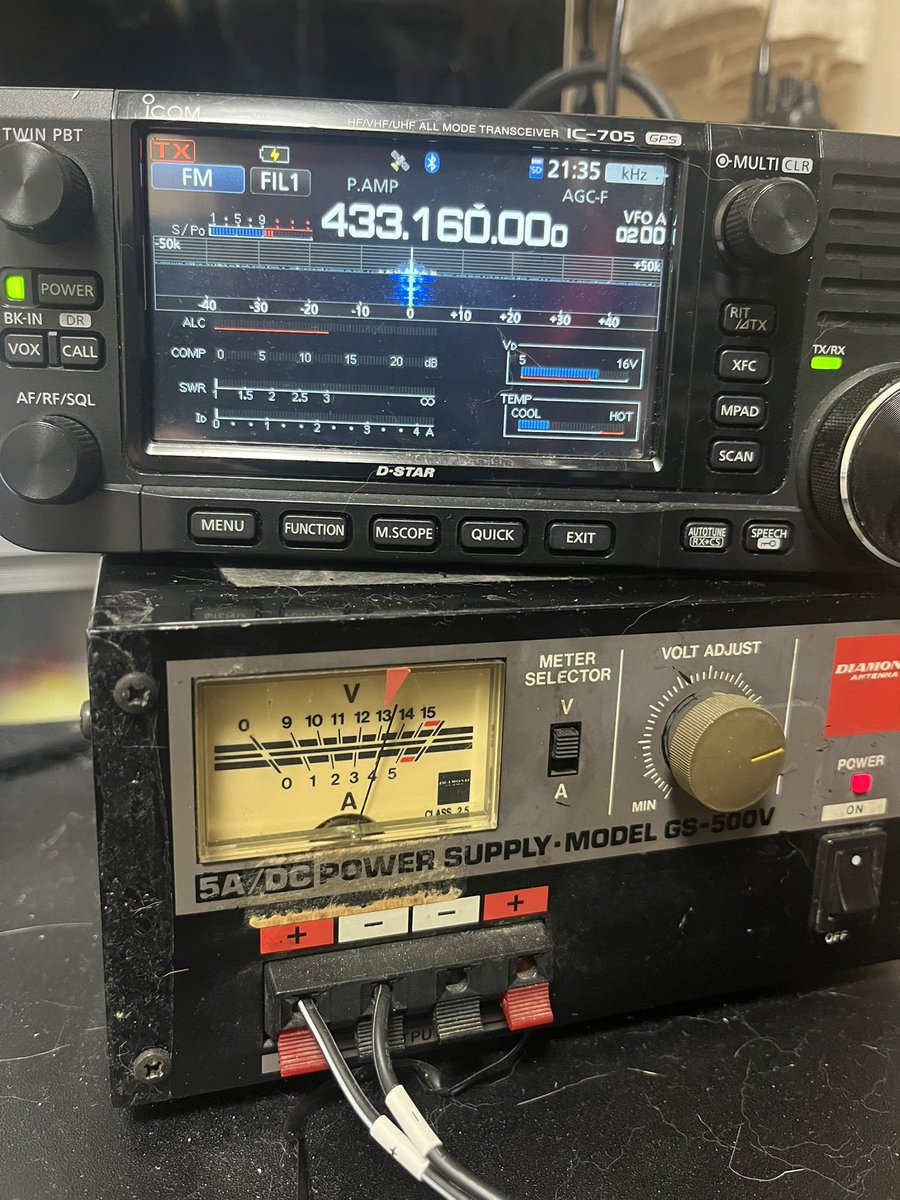 ICOM
HF/VHF/UHF ALL MODE TRANSCEIVER IC-705 GPS
TWIN PBT
MULTI CLR
TX
SD 21:35 kHz
FM FIL1 P.AMP AGC-F
433.160.000
VFO A
S/Po 1 · 5 · 9
-50k
+50k
-40 -30 -20 -10 0 +10 +20 +30 +40
ALC
COMP 0 5 10 15 20 dB
SWR 1 1.5 2 2.5 3 ∞
ID 0 1 2 3 4 A
VD 5 16V
TEMP
COOL HOT
POWER
BK-IN DR
VOX CALL
AF/RF/SQL
RIT/⊿TX
XFC
MPAD
SCAN
TX/RX
D-STAR
MENU FUNCTION M.SCOPE QUICK EXIT
AUTOTUNE RX→CS
SPEECH
V
0 9 10 11 12 13 14 15
0 1 2 3 4 5
A
DIAMOND
CLASS 2.5
METER
SELECTOR
V
A
VOLT ADJUST
MIN
DIAMON
ANTENNA
POWER
ON
OFF
5A/DC POWER SUPPLY·MODEL GS-500V
+ − − +